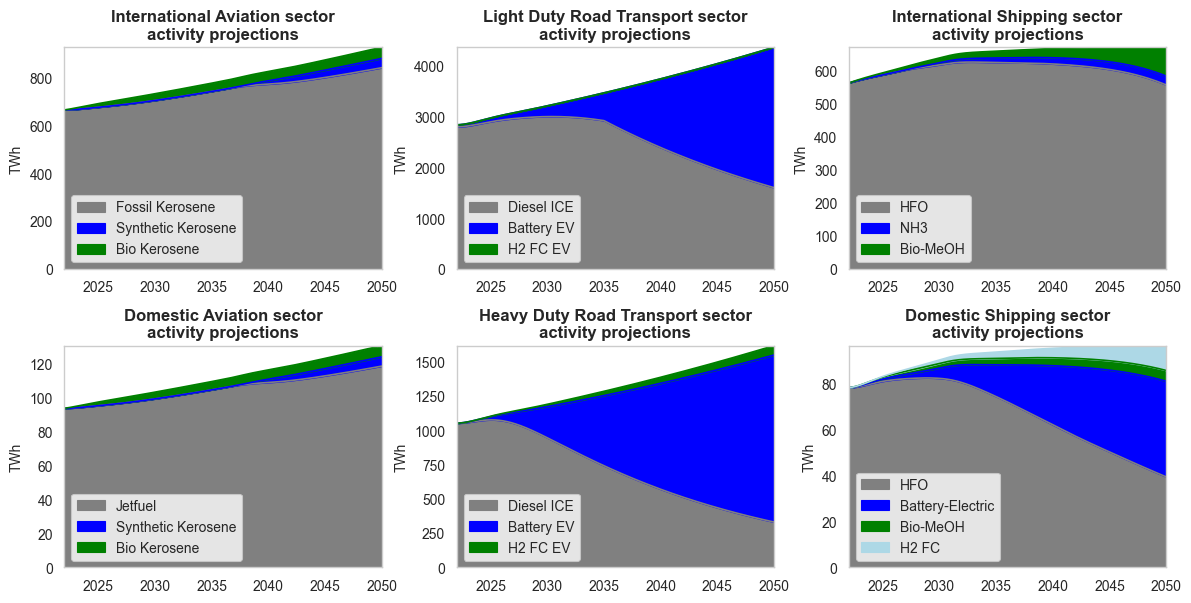 International Aviation sector
activity projections
TWh
800
600
400
200
0
Fossil Kerosene
Synthetic Kerosene
Bio Kerosene
2025 2030 2035 2040 2045 2050
Light Duty Road Transport sector
activity projections
TWh
4000
3000
2000
1000
0
Diesel ICE
Battery EV
H2 FC EV
2025 2030 2035 2040 2045 2050
International Shipping sector
activity projections
TWh
600
500
400
300
200
100
0
HFO
NH3
Bio-MeOH
2025 2030 2035 2040 2045 2050
Domestic Aviation sector
activity projections
TWh
120
100
80
60
40
20
0
Jetfuel
Synthetic Kerosene
Bio Kerosene
2025 2030 2035 2040 2045 2050
Heavy Duty Road Transport sector
activity projections
TWh
1500
1250
1000
750
500
250
0
Diesel ICE
Battery EV
H2 FC EV
2025 2030 2035 2040 2045 2050
Domestic Shipping sector
activity projections
TWh
80
60
40
20
0
HFO
Battery-Electric
Bio-MeOH
H2 FC
2025 2030 2035 2040 2045 2050